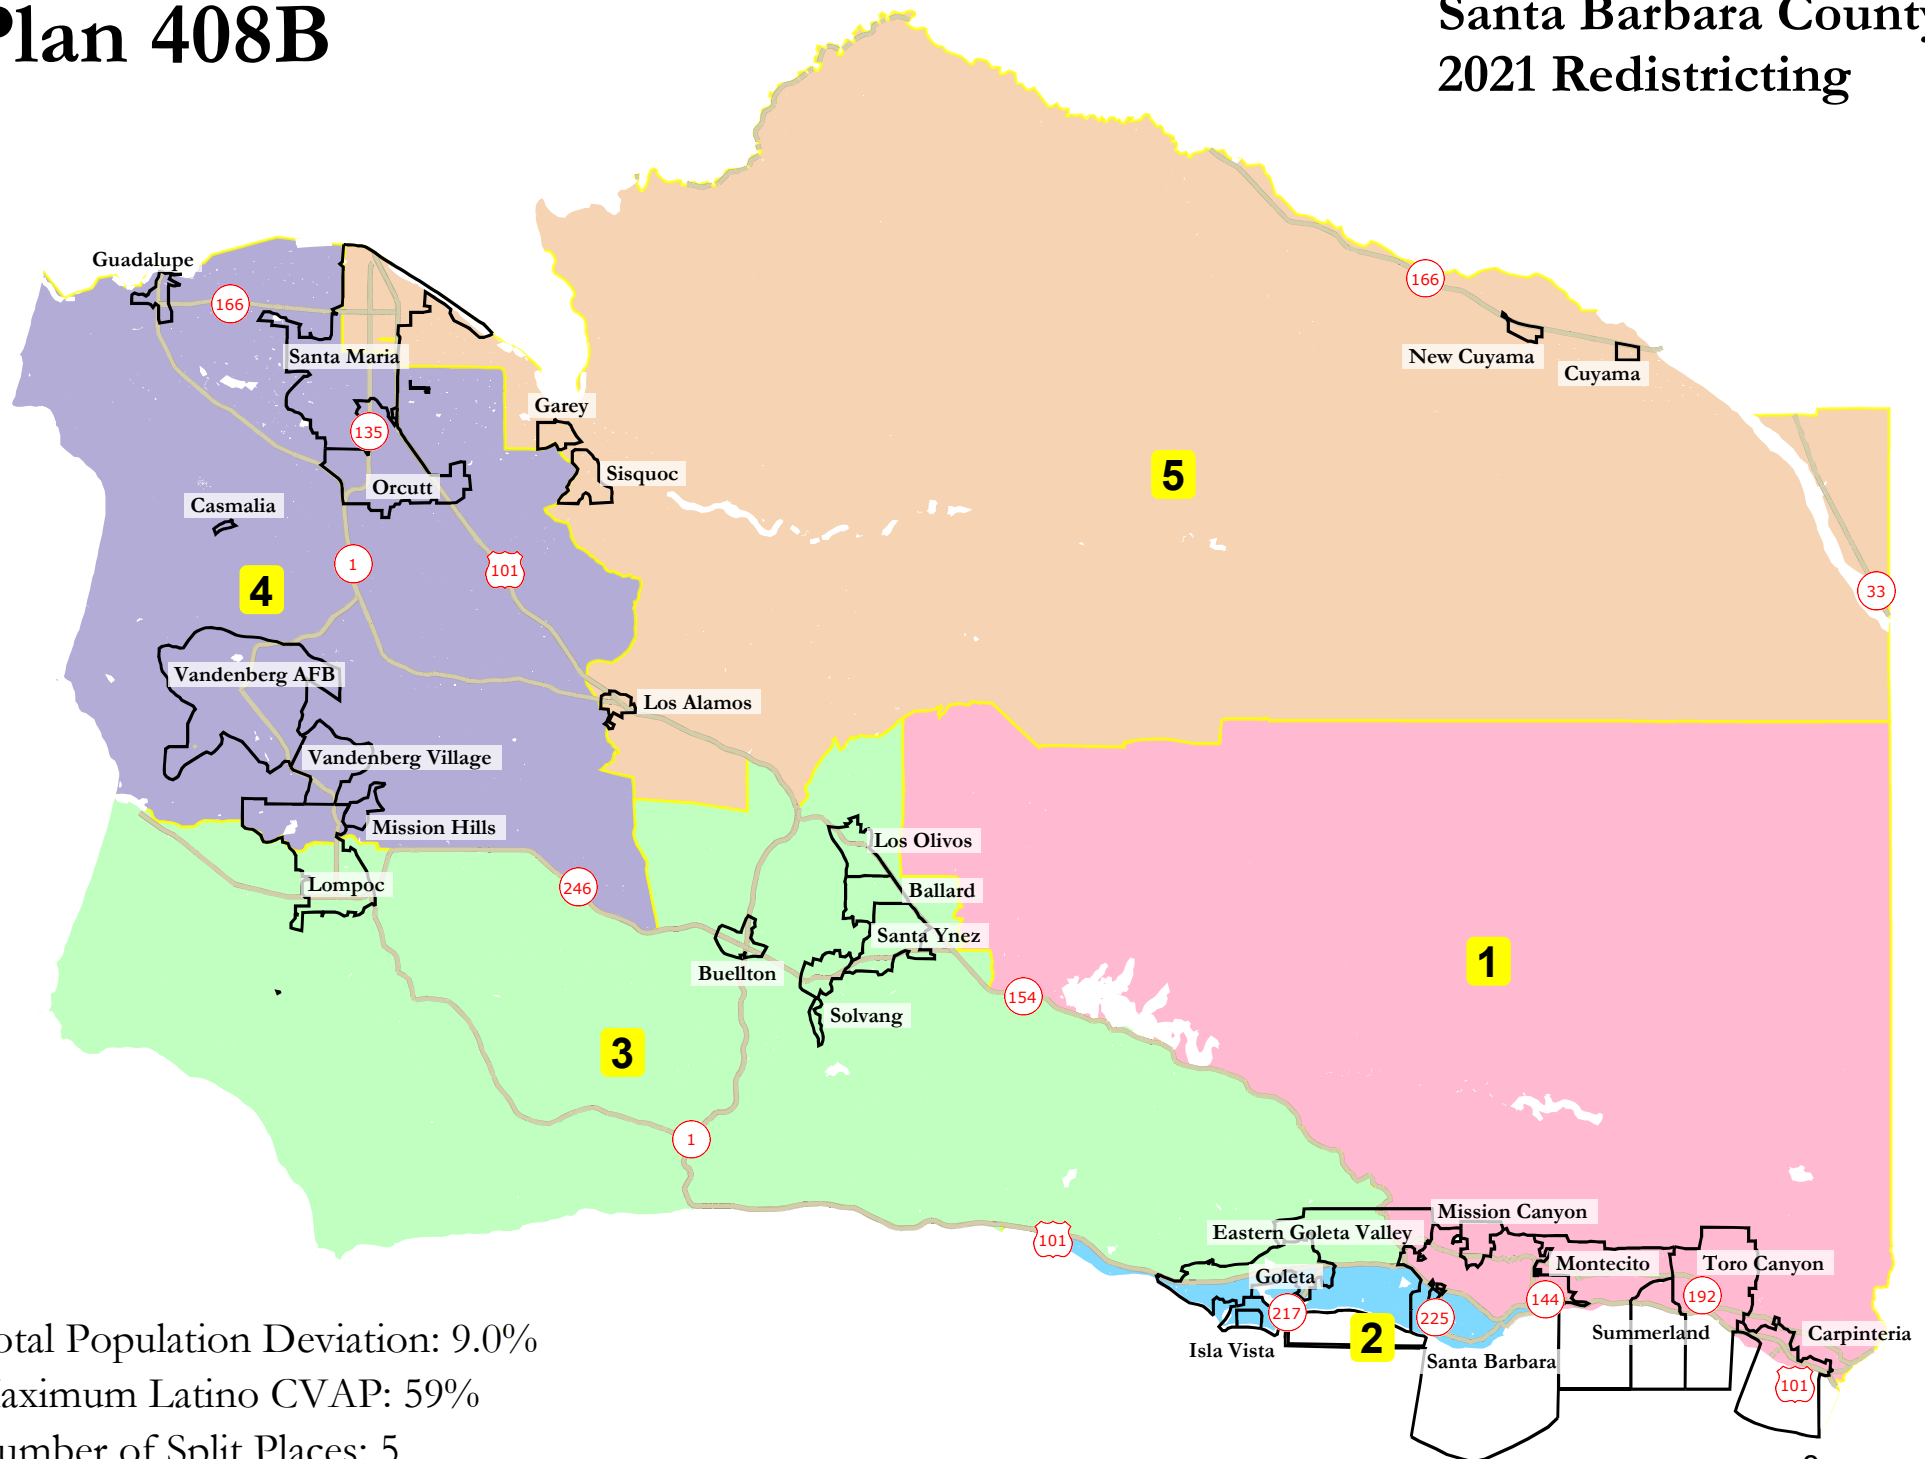 Plan 408B
Santa Barbara County
2021 Redistricting
Guadalupe
166
166
Santa Maria
New Cuyama
Cuyama
Garey
135
Sisquoc
5
Orcutt
Casmalia
1
101
4
33
Vandenberg AFB
Los Alamos
Vandenberg Village
Mission Hills
Los Olivos
Lompoc
246
Ballard
Santa Ynez
1
Buellton
154
Solvang
3
1
Mission Canyon
Eastern Goleta Valley
101
Goleta
Montecito
Toro Canyon
217
225
144
192
2
Summerland
Carpinteria
Isla Vista
Santa Barbara
101
otal Population Deviation: 9.0%
aximum Latino CVAP: 59%
umber of Split Places: 5